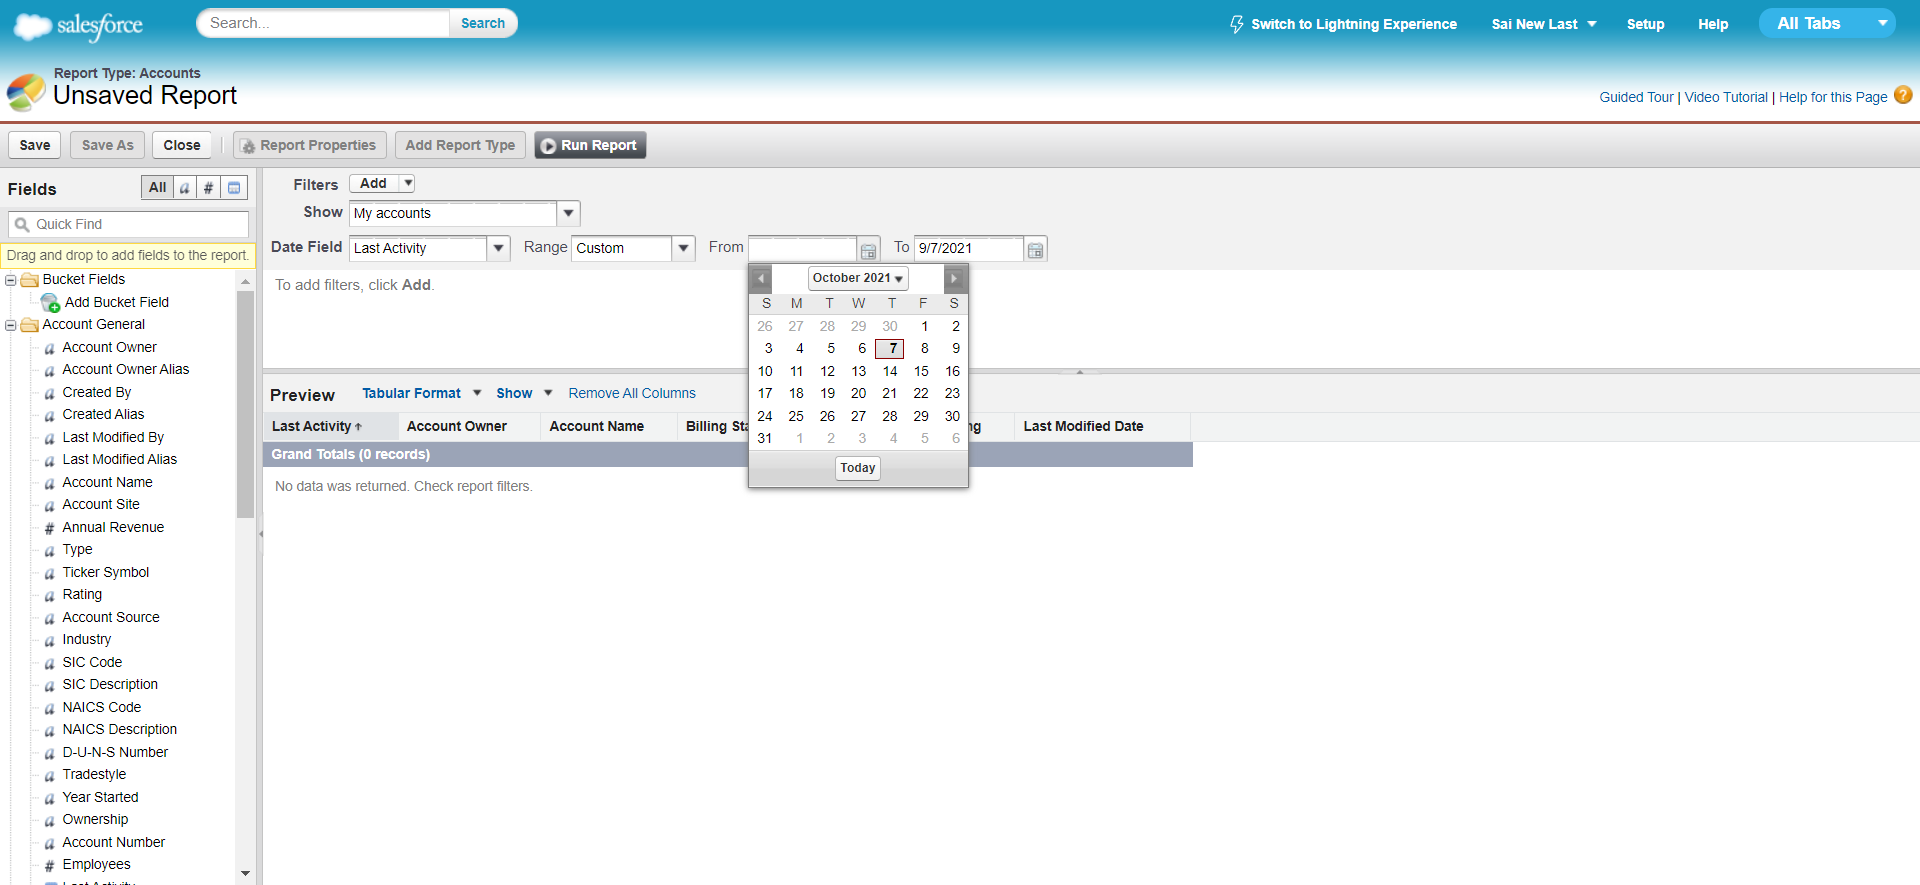 salesforce
Search...
Search
Switch to Lightning Experience
Sai New Last
Setup
Help
All Tabs
Report Type: Accounts
Unsaved Report
Guided Tour | Video Tutorial | Help for this Page ?
Save
Save As
Close
Report Properties
Add Report Type
Run Report
Fields
All
a
#
Quick Find
Drag and drop to add fields to the report.
Bucket Fields
Add Bucket Field
Account General
a Account Owner
a Account Owner Alias
a Created By
a Created Alias
a Last Modified By
a Last Modified Alias
a Account Name
a Account Site
# Annual Revenue
a Type
a Ticker Symbol
a Rating
a Account Source
a Industry
a SIC Code
a SIC Description
a NAICS Code
a NAICS Description
a D-U-N-S Number
a Tradestyle
a Year Started
a Ownership
a Account Number
# Employees
Last Activity
Filters Add
Show My accounts
Date Field Last Activity Range Custom From To 9/7/2021
To add filters, click Add.
October 2021
S M T W T F S
26 27 28 29 30 1 2
3 4 5 6 7 8 9
10 11 12 13 14 15 16
17 18 19 20 21 22 23
24 25 26 27 28 29 30
31 1 2 3 4 5 6
Today
Preview Tabular Format Show Remove All Columns
Last Activity Account Owner Account Name Billing Sta ng Last Modified Date
Grand Totals (0 records)
No data was returned. Check report filters.